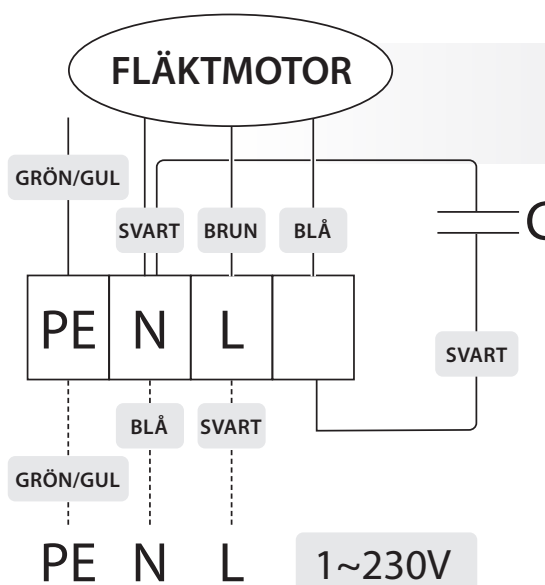 FLÄKTMOTOR
GRÖN/GUL
SVART BRUN BLÅ
C
PE N L
SVART
BLÅ SVART
GRÖN/GUL
PE N L 1~230V